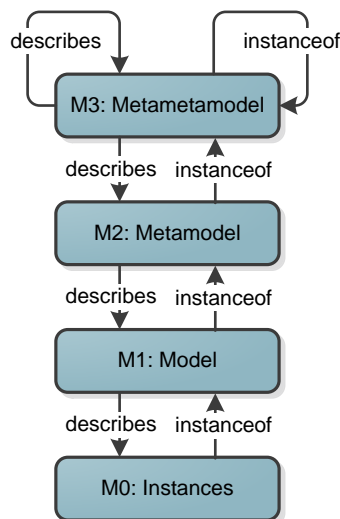 describes
instanceof
M3: Metametamodel
describes
instanceof
M2: Metamodel
describes
instanceof
M1: Model
describes
instanceof
M0: Instances